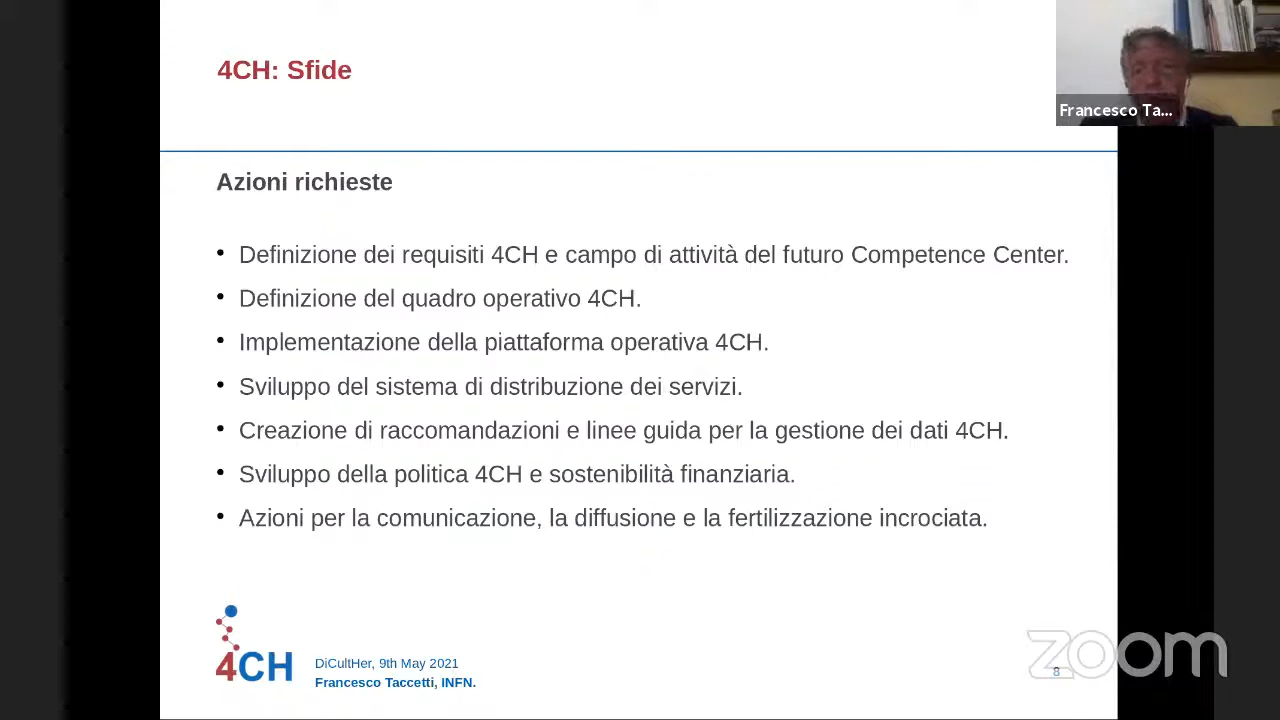 4CH: Sfide
Francesco Ta...
Azioni richieste
• Definizione dei requisiti 4CH e campo di attività del futuro Competence Center.
• Definizione del quadro operativo 4CH.
• Implementazione della piattaforma operativa 4CH.
• Sviluppo del sistema di distribuzione dei servizi.
• Creazione di raccomandazioni e linee guida per la gestione dei dati 4CH.
• Sviluppo della politica 4CH e sostenibilità finanziaria.
• Azioni per la comunicazione, la diffusione e la fertilizzazione incrociata.
4CH
DiCultHer, 9th May 2021
Francesco Taccetti, INFN.
8
zoom